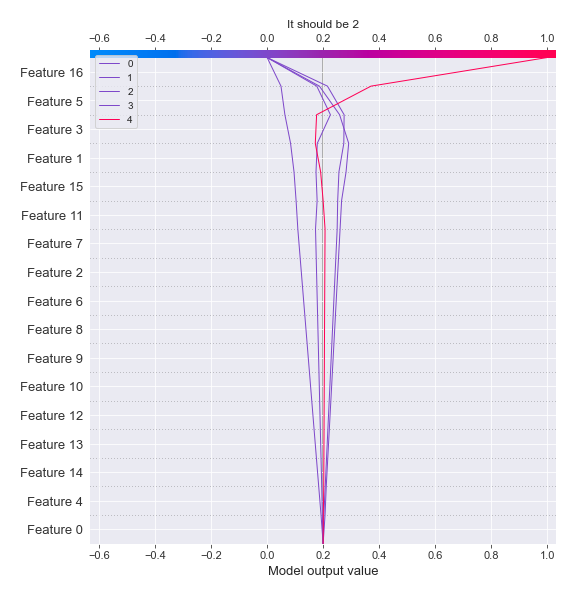 It should be 2
−0.6 −0.4 −0.2 0.0 0.2 0.4 0.6 0.8 1.0
0
1
2
3
4
Feature 16
Feature 5
Feature 3
Feature 1
Feature 15
Feature 11
Feature 7
Feature 2
Feature 6
Feature 8
Feature 9
Feature 10
Feature 12
Feature 13
Feature 14
Feature 4
Feature 0
−0.6 −0.4 −0.2 0.0 0.2 0.4 0.6 0.8 1.0
Model output value